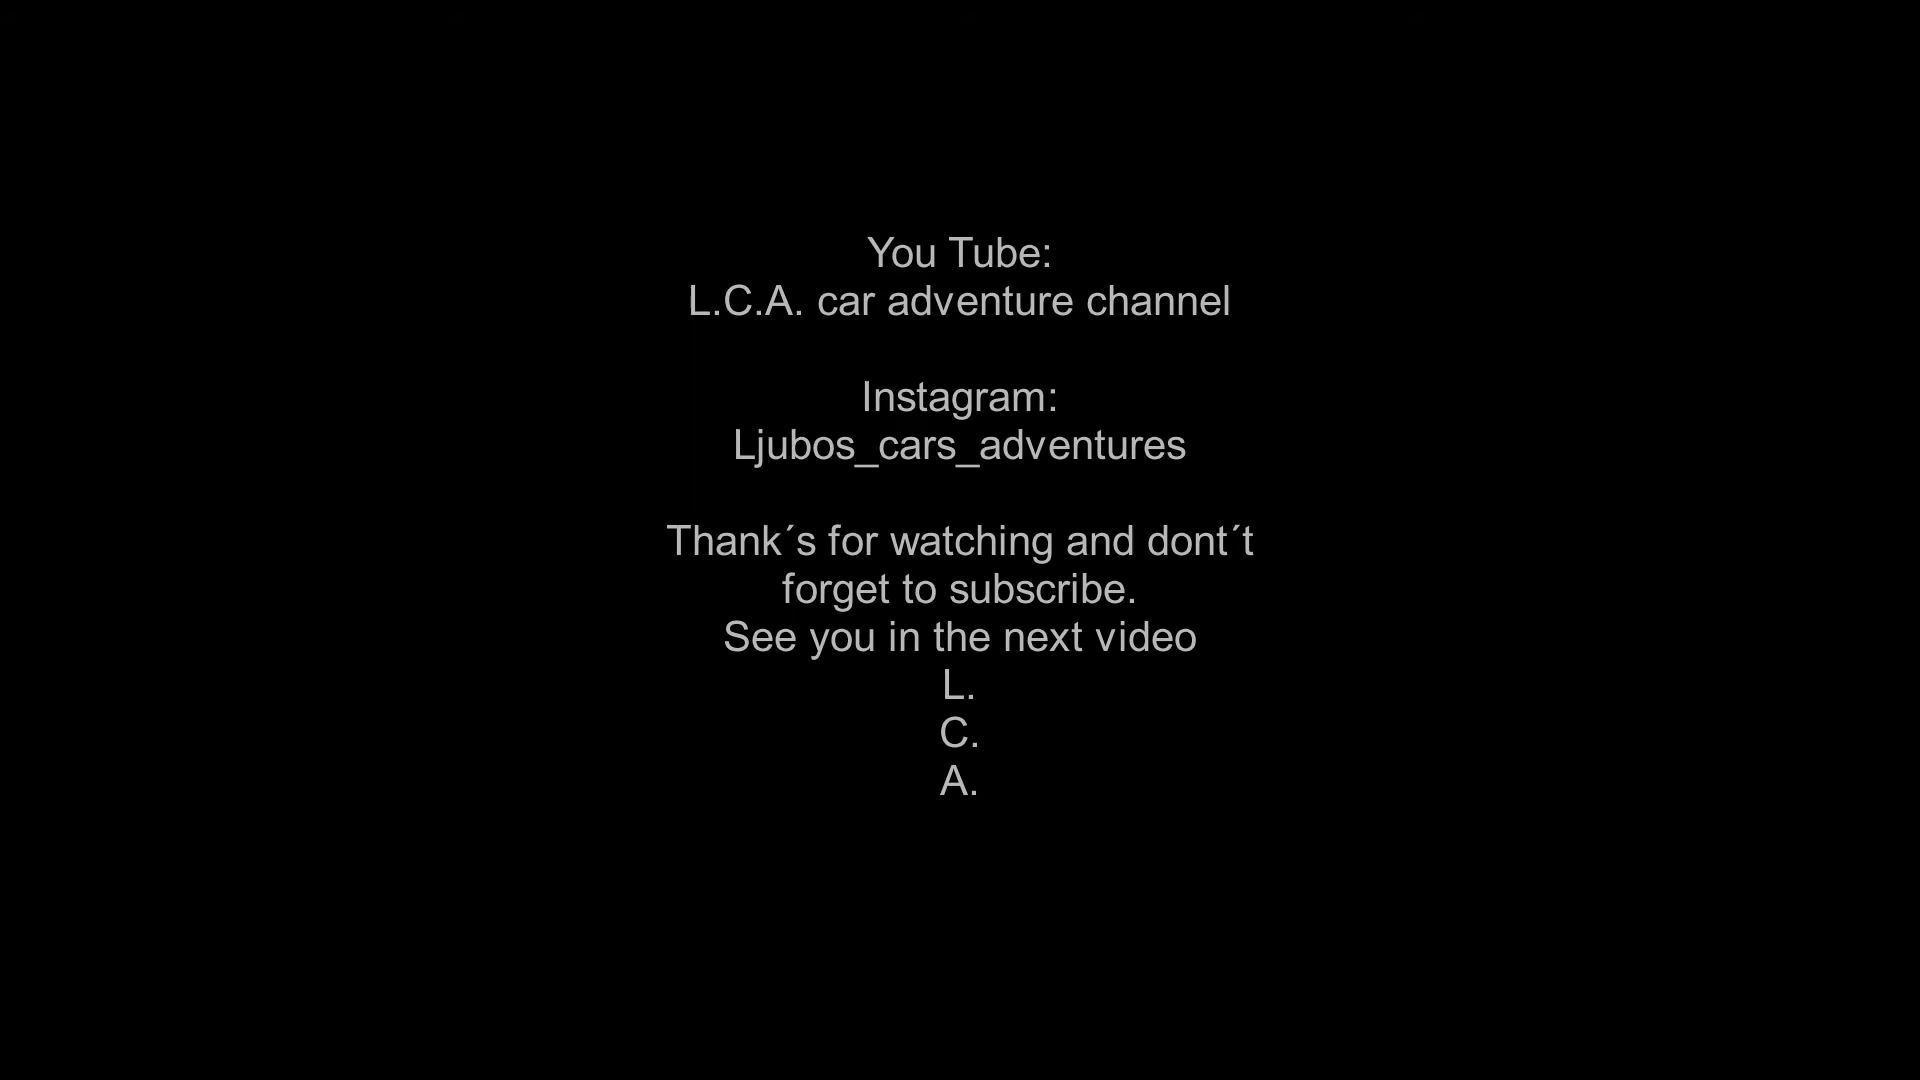 You Tube:
L.C.A. car adventure channel
Instagram:
Ljubos_cars_adventures
Thank´s for watching and dont´t
forget to subscribe.
See you in the next video
L.
C.
A.